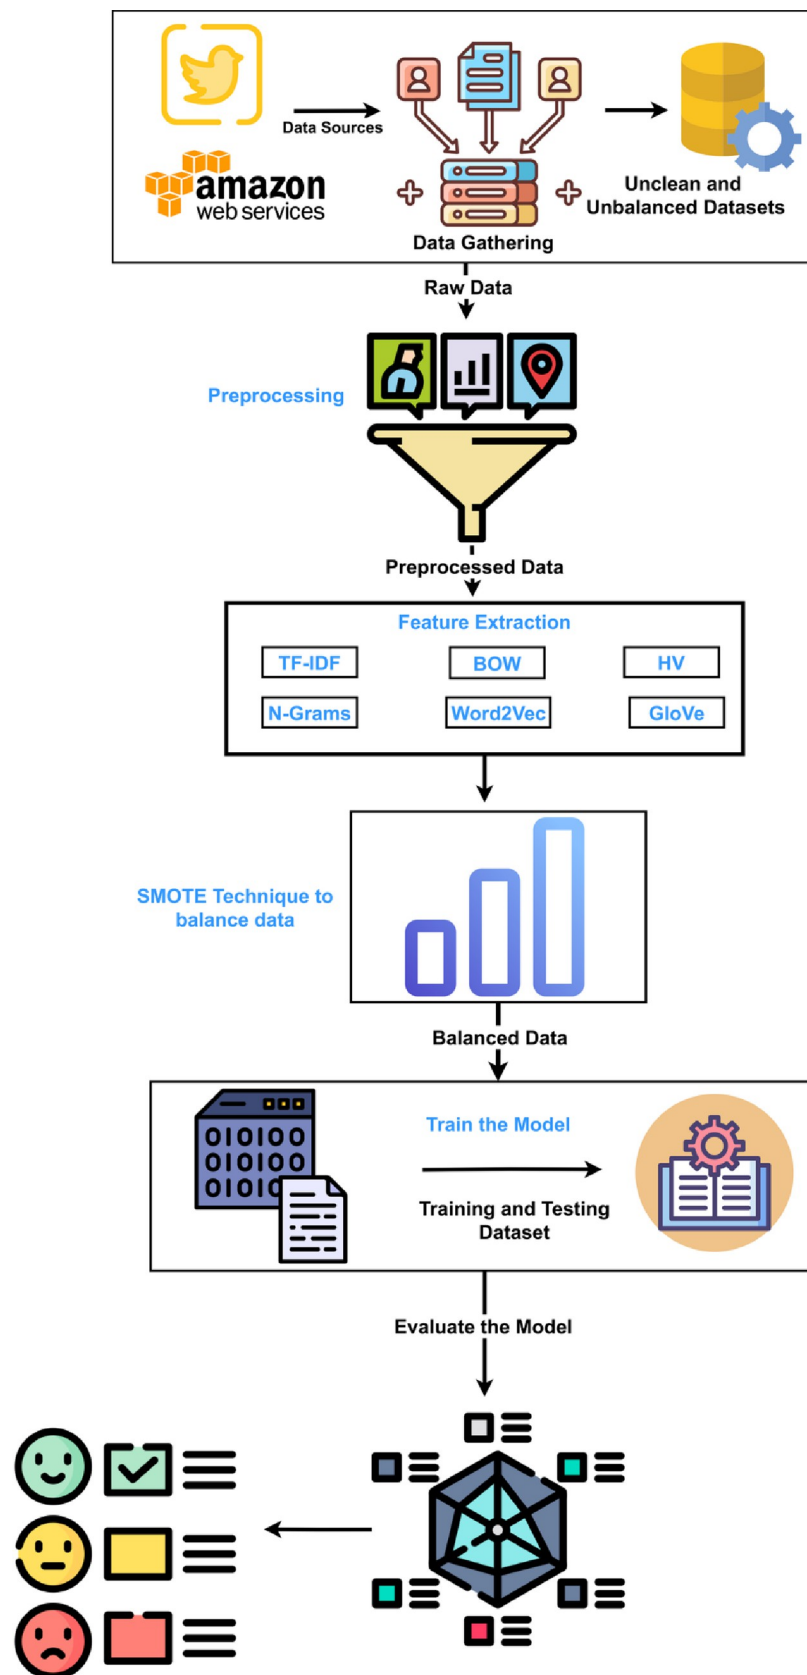 Data Sources
amazon
web services
Data Gathering
Unclean and
Unbalanced Datasets
Raw Data
Preprocessing
Preprocessed Data
Feature Extraction
TF-IDF
BOW
HV
N-Grams
Word2Vec
GloVe
SMOTE Technique to
balance data
Balanced Data
010100
010100
Train the Model
Training and Testing
Dataset
Evaluate the Model